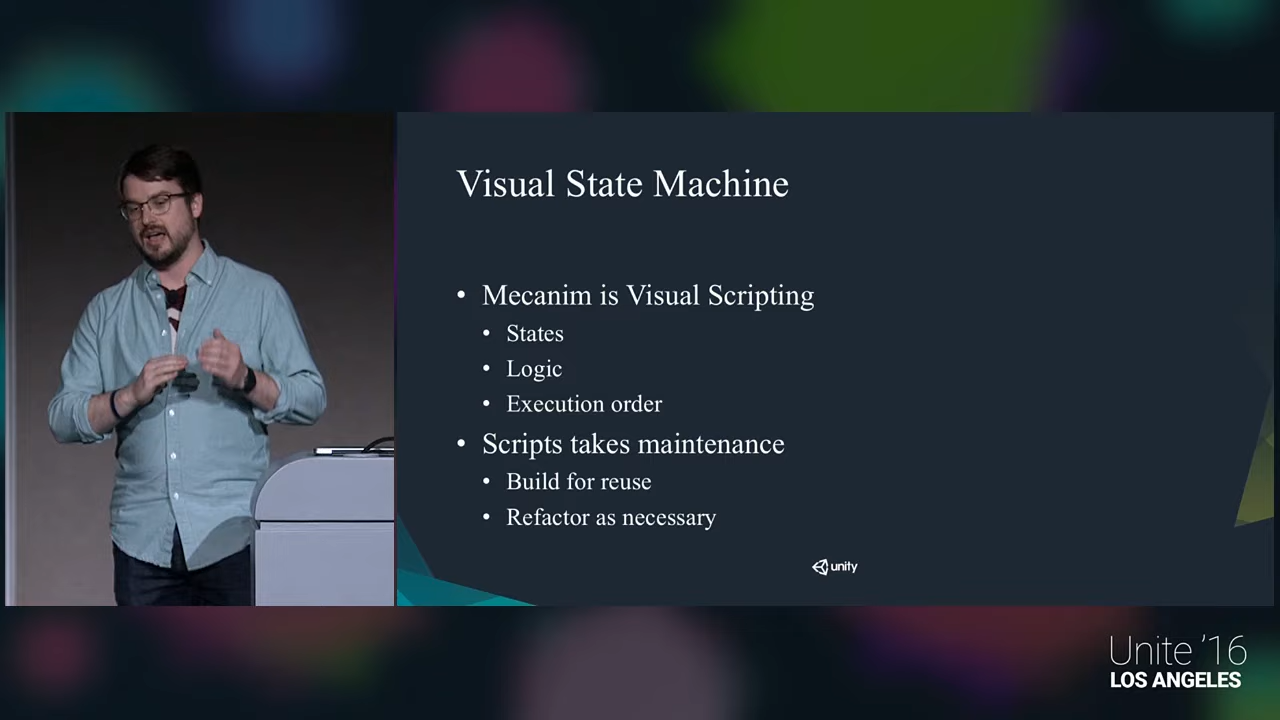 Visual State Machine
• Mecanim is Visual Scripting
• States
• Logic
• Execution order
• Scripts takes maintenance
• Build for reuse
• Refactor as necessary
unity
Unite '16
LOS ANGELES